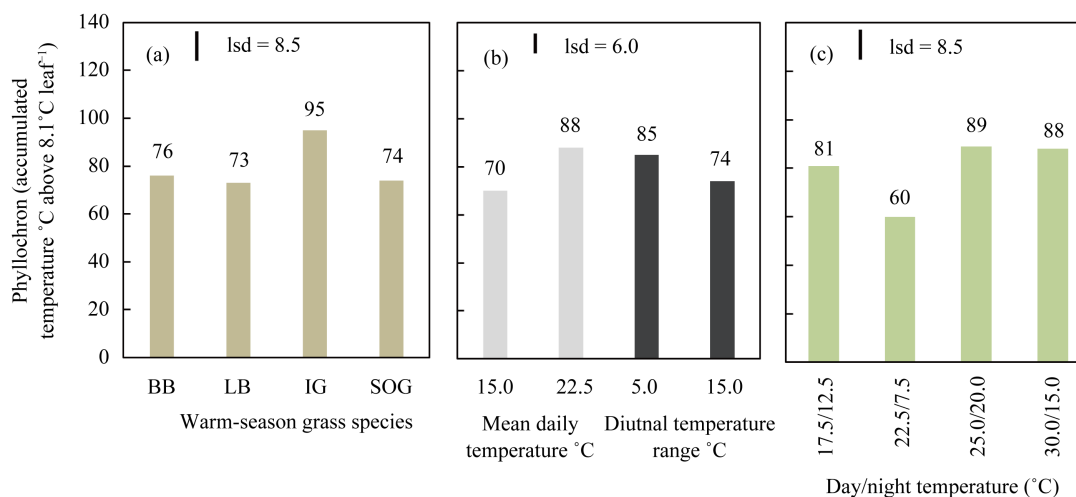 Phyllochron (accumulated
temperature ˚C above 8.1˚C leaf⁻¹)
140
120
100
80
60
40
20
0
(a)
lsd = 8.5
76
73
95
74
BB LB IG SOG
Warm-season grass species
(b)
lsd = 6.0
70
88
85
74
15.0 22.5 5.0 15.0
Mean daily
temperature ˚C
Diutnal temperature
range ˚C
(c)
lsd = 8.5
81
60
89
88
17.5/12.5
22.5/7.5
25.0/20.0
30.0/15.0
Day/night temperature (˚C)